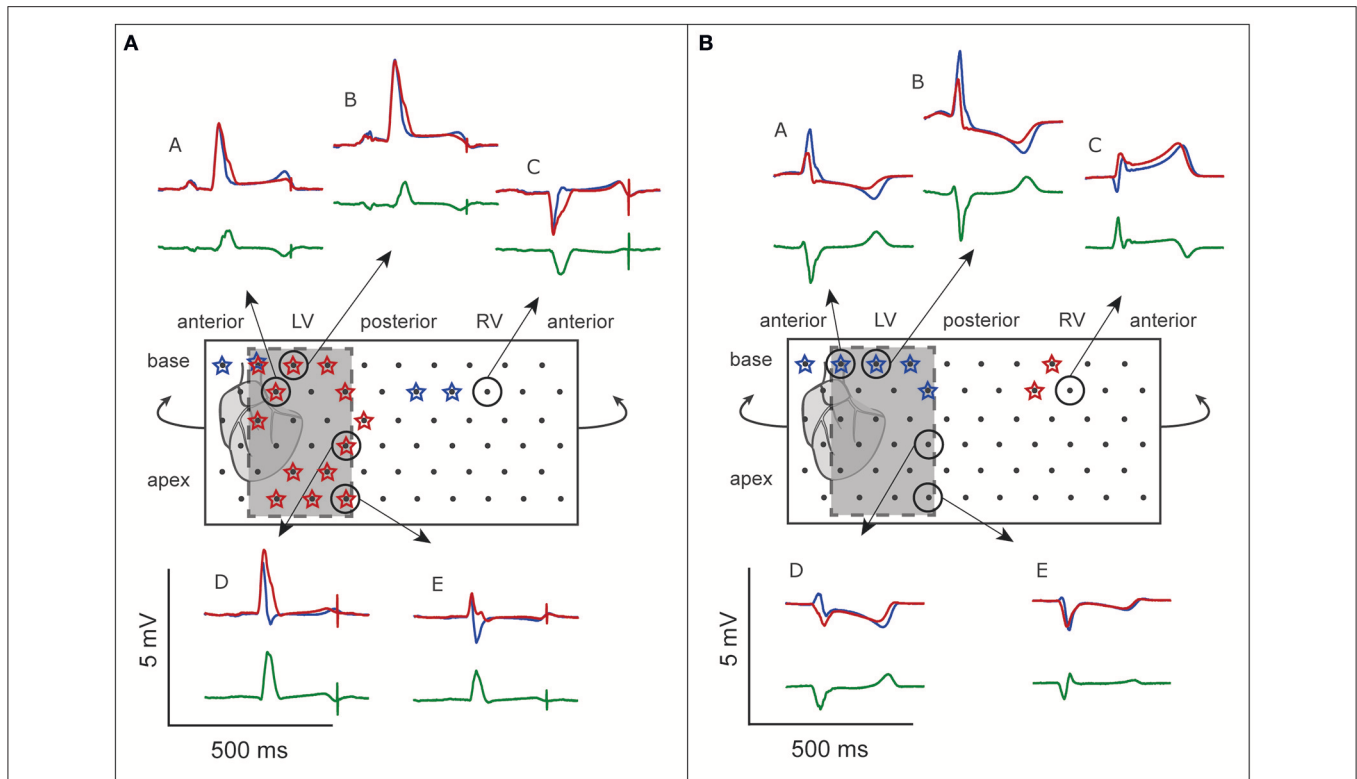 A
B
A
C
anterior LV posterior RV anterior
base
apex
D E
5 mV
500 ms
B
B
A
C
anterior LV posterior RV anterior
base
apex
D E
5 mV
500 ms